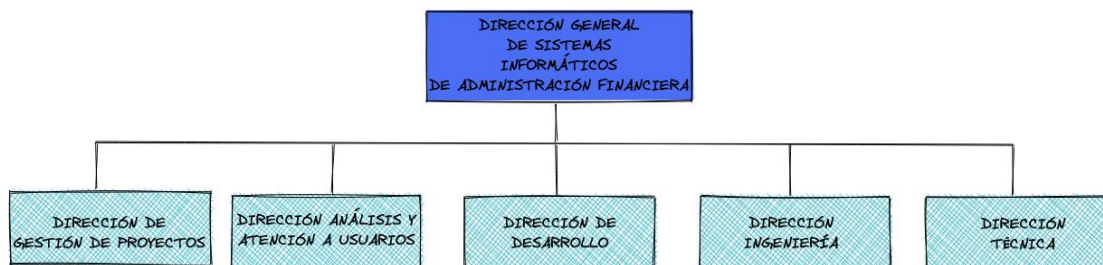 DIRECCIÓN GENERAL
DE SISTEMAS
INFORMÁTICOS
DE ADMINISTRACIÓN FINANCIERA
DIRECCIÓN DE
GESTIÓN DE PROYECTOS
DIRECCIÓN ANÁLISIS Y
ATENCIÓN A USUARIOS
DIRECCIÓN DE
DESARROLLO
DIRECCIÓN
INGENIERÍA
DIRECCIÓN
TÉCNICA